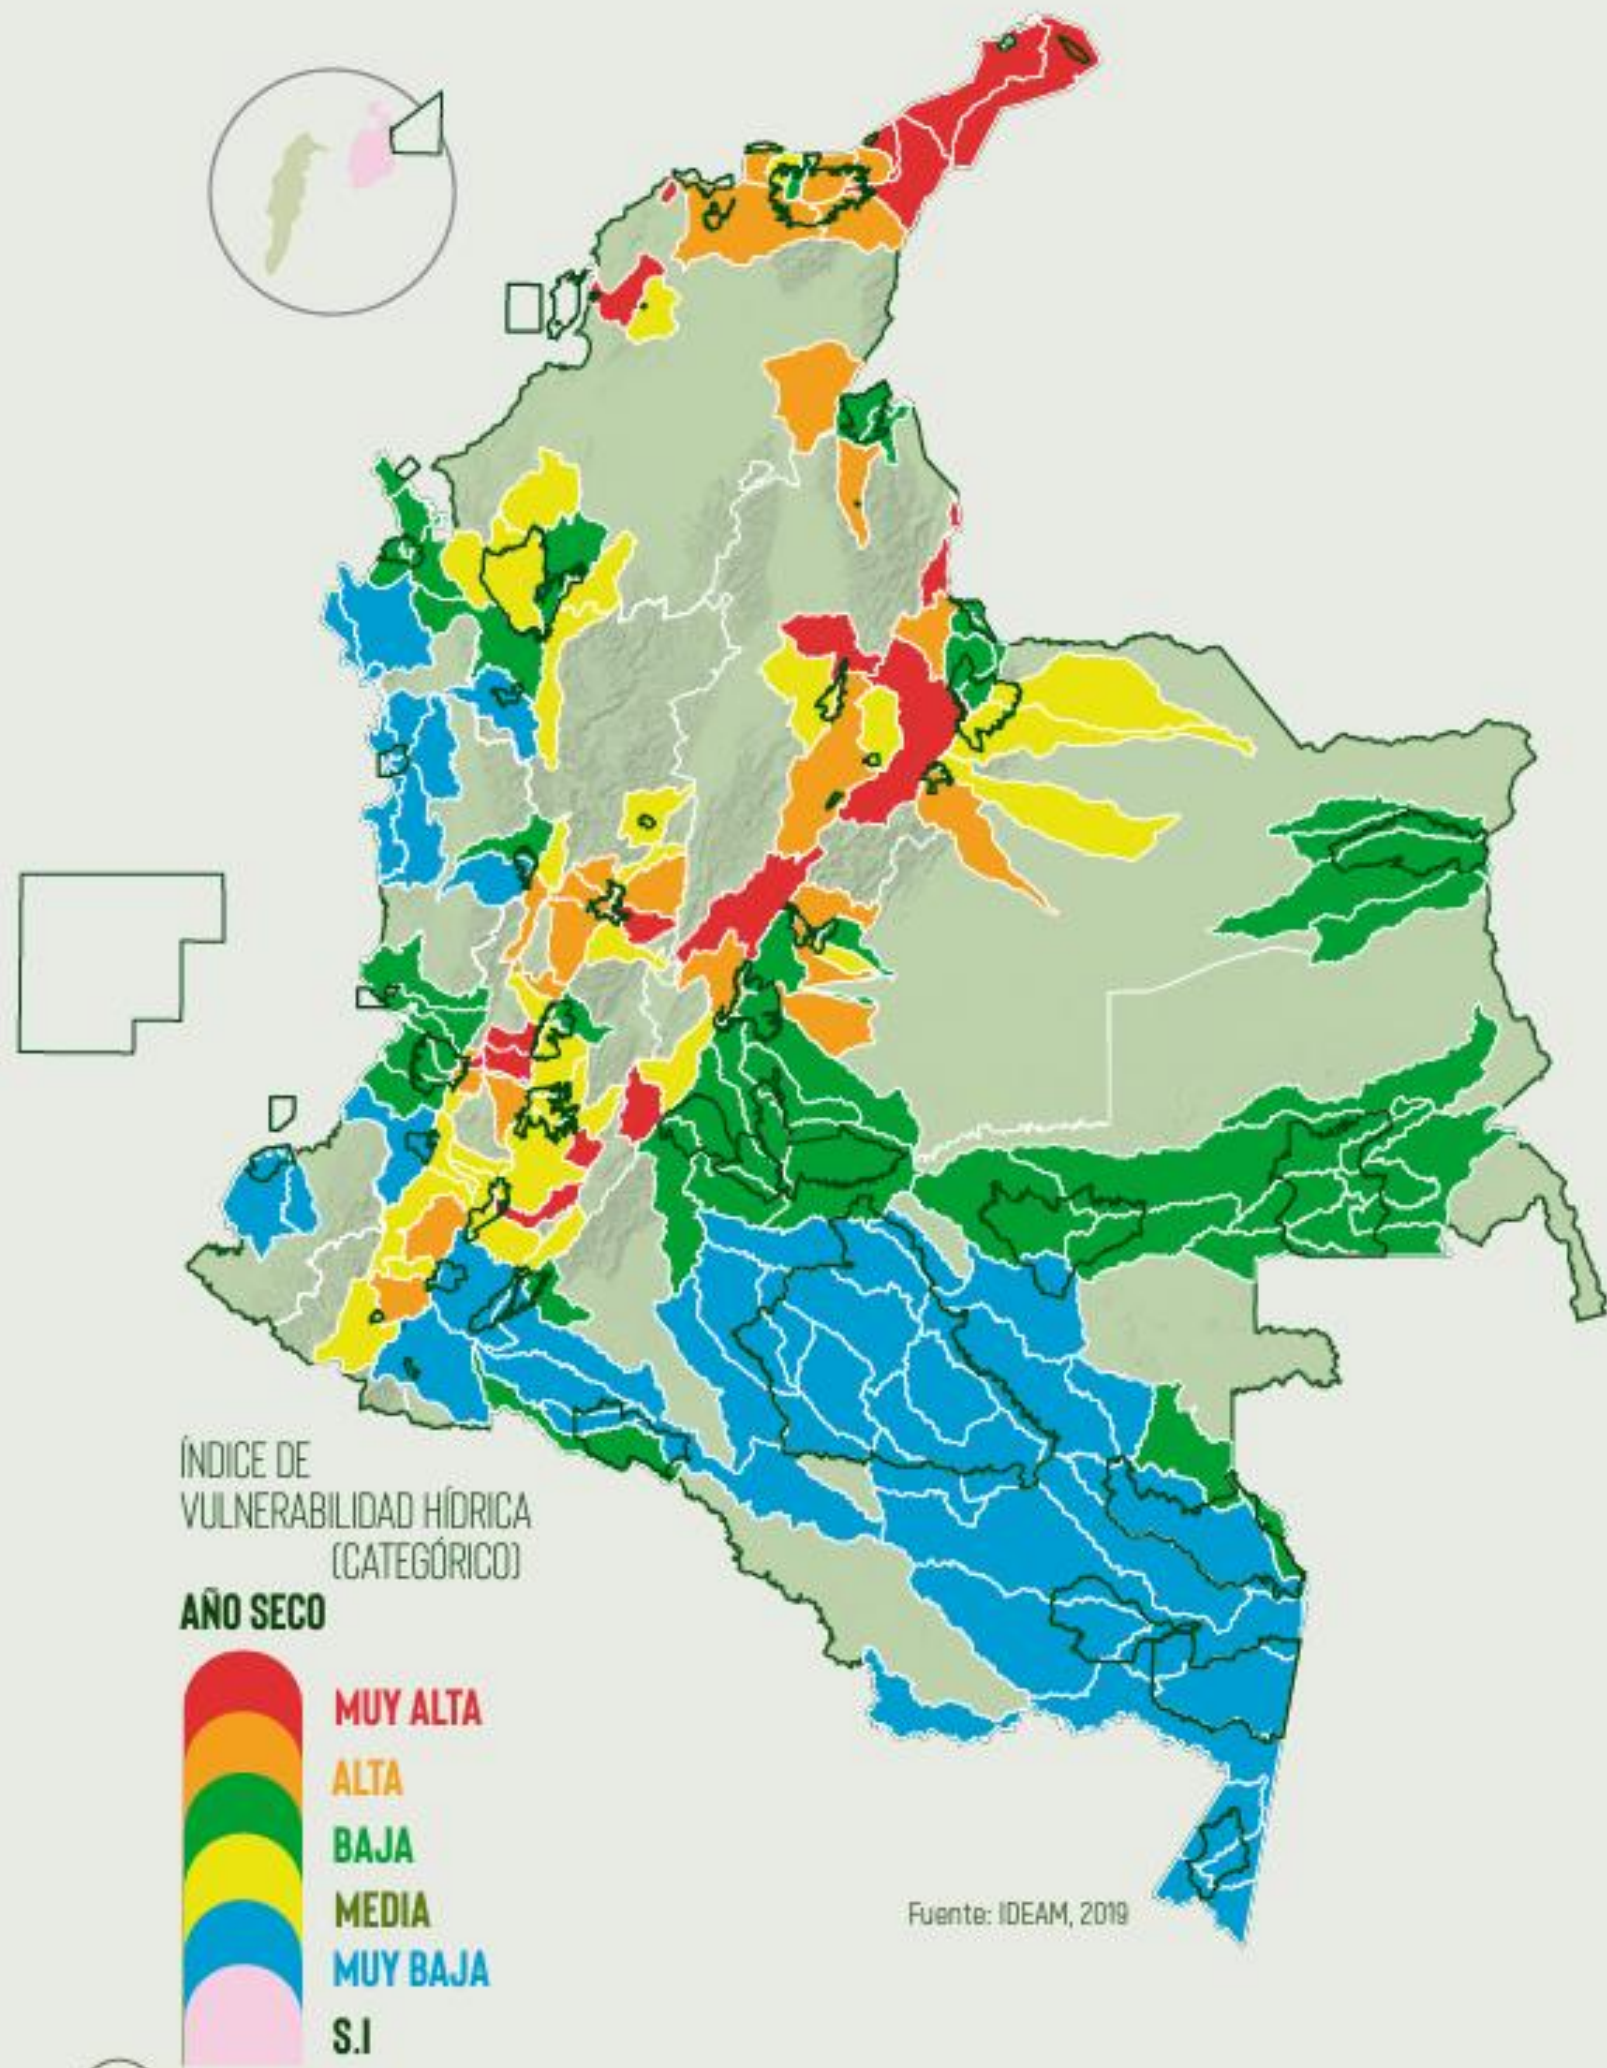 ÍNDICE DE
VULNERABILIDAD HÍDRICA
(CATEGÓRICO)
AÑO SECO
MUY ALTA
ALTA
BAJA
MEDIA
MUY BAJA
S.I
Fuente: IDEAM, 2019